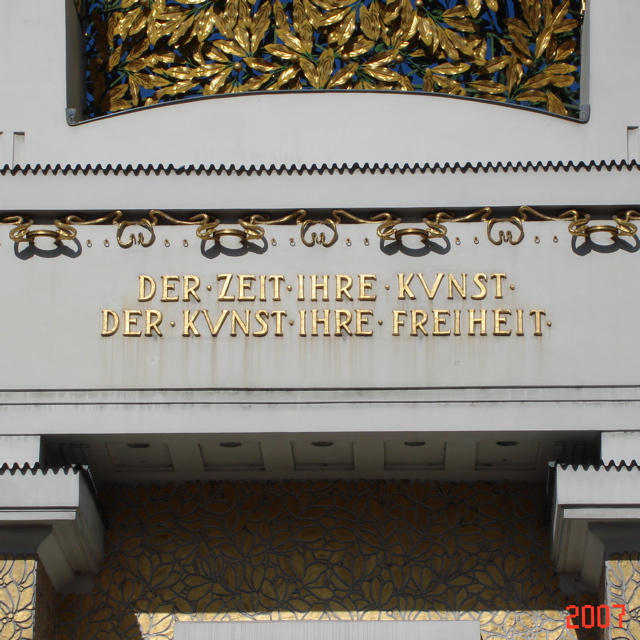 DER·ZEIT·IHRE·KVNST·
DER·KVNST·IHRE·FREIHEIT·
2007